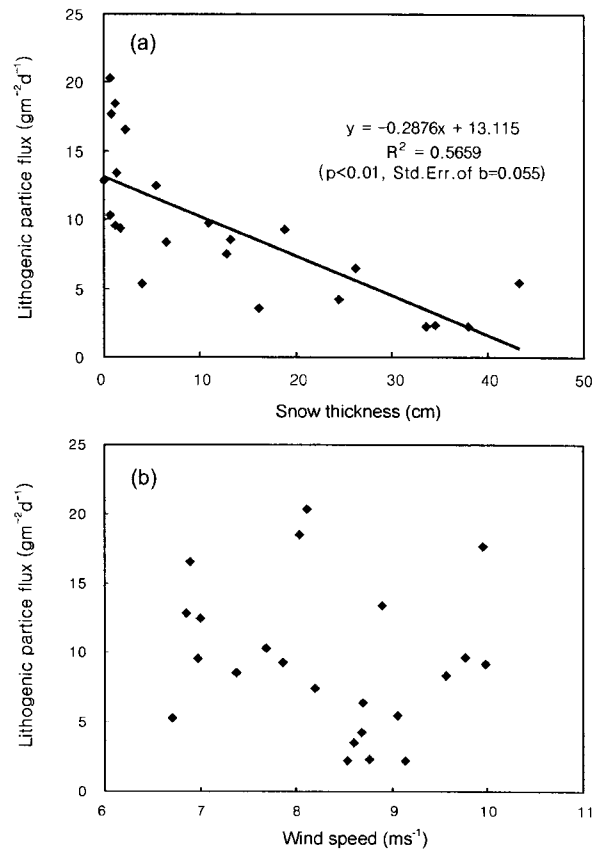 (a)
Lithogenic partice flux (gm⁻²d⁻¹)
25
20
15
10
5
0
y = −0.2876x + 13.115
R² = 0.5659
(p<0.01, Std.Err.of b=0.055)
0 10 20 30 40 50
Snow thickness (cm)
(b)
Lithogenic partice flux (gm⁻²d⁻¹)
25
20
15
10
5
0
6 7 8 9 10 11
Wind speed (ms⁻¹)